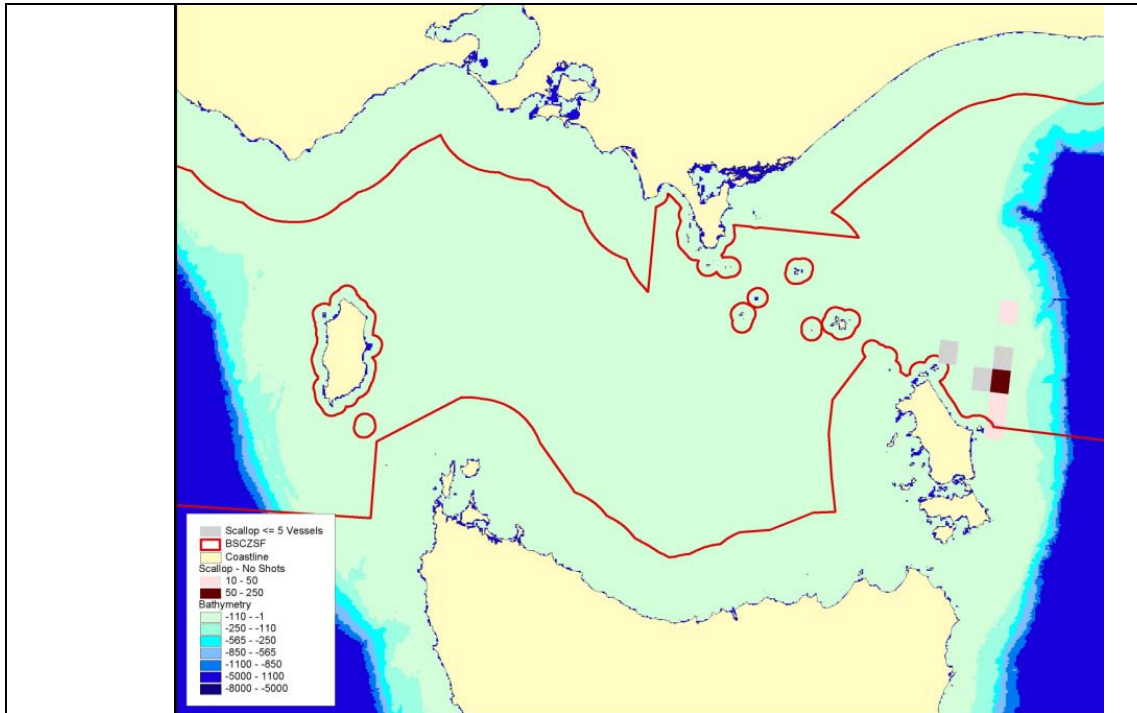 Scallop <= 5 Vessels
BSCZSF
Coastline
Scallop - No Shots
10 - 50
50 - 250
Bathymetry
-110 - -1
-250 - -110
-565 - -250
-850 - -565
-1100 - -850
-5000 - 1100
-8000 - -5000